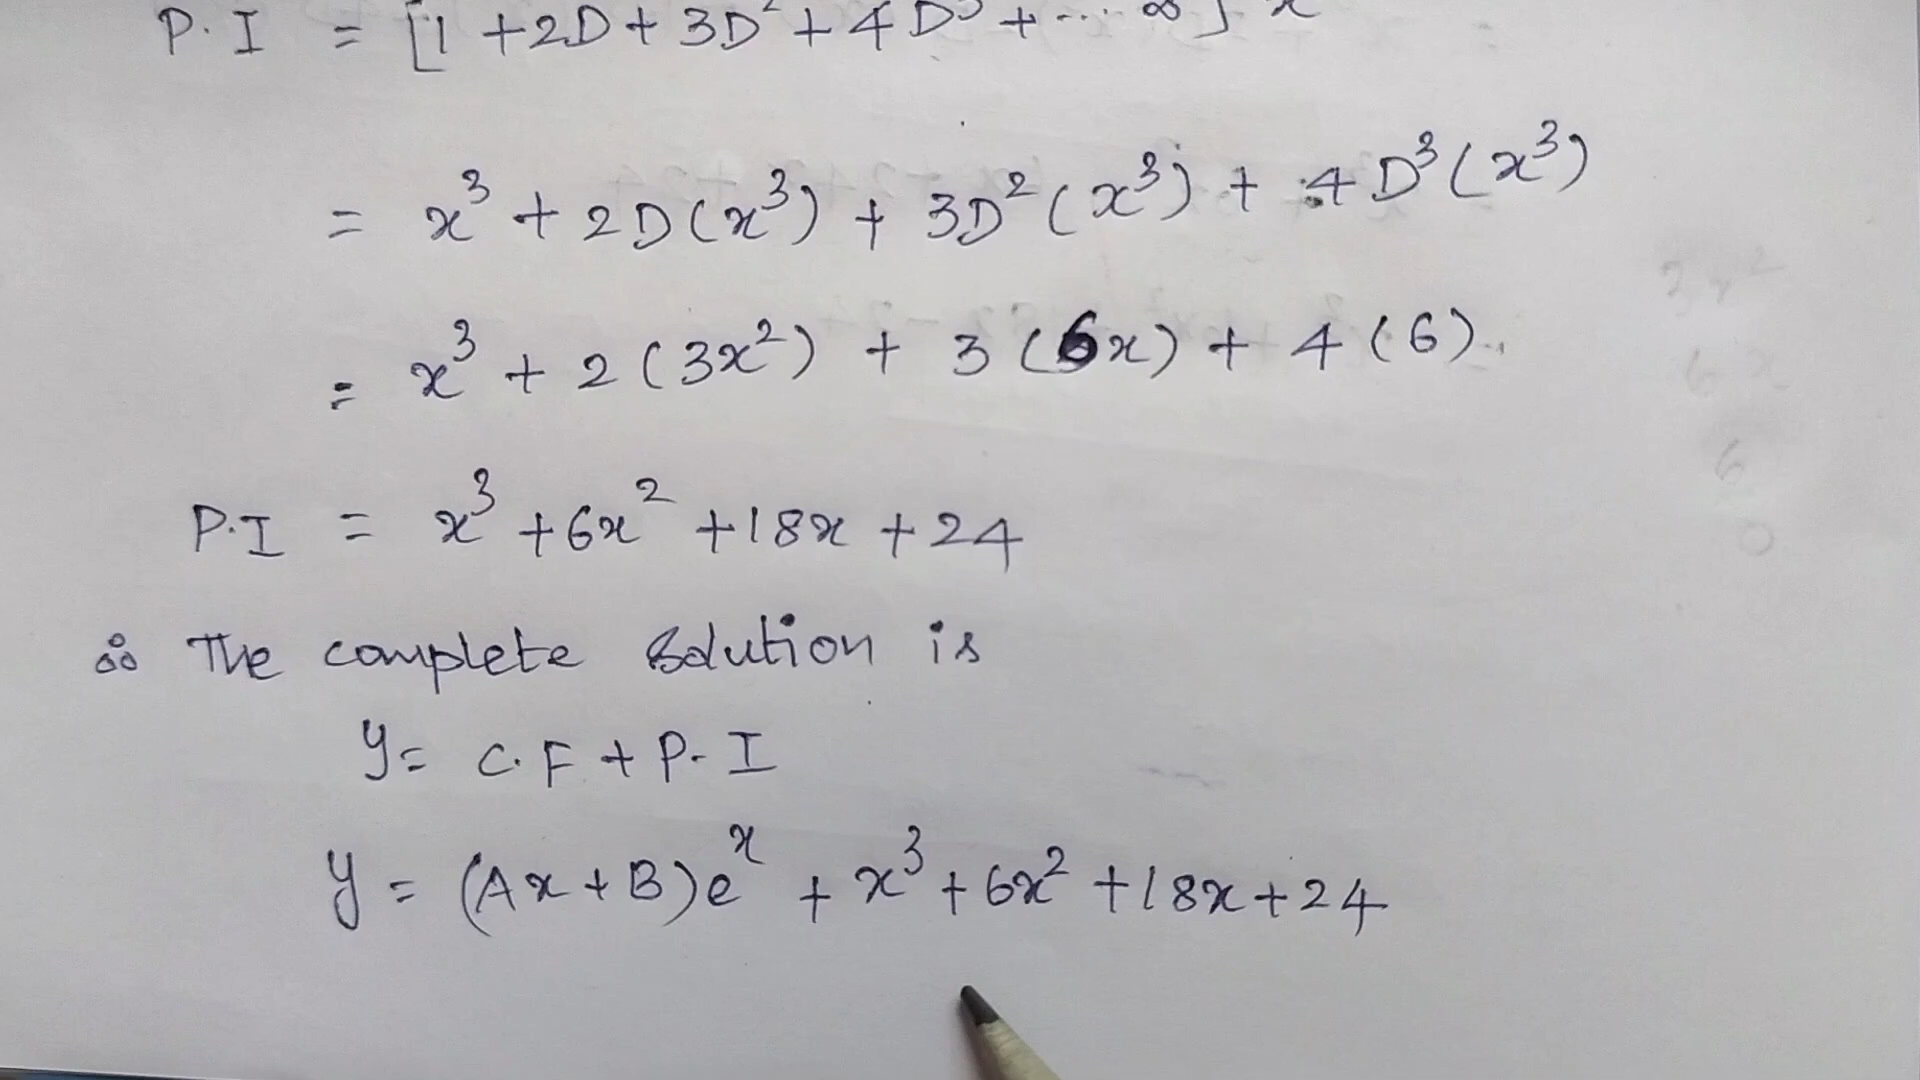 P.I = [1 + 2D + 3D² + 4D³ + ... ∞] x
= x³ + 2D(x³) + 3D²(x³) + 4D³(x³)
= x³ + 2(3x²) + 3(6x) + 4(6).
P.I = x³ + 6x² + 18x + 24
∴ The complete solution is
y = C.F + P.I
y = (Ax + B)eˣ + x³ + 6x² + 18x + 24